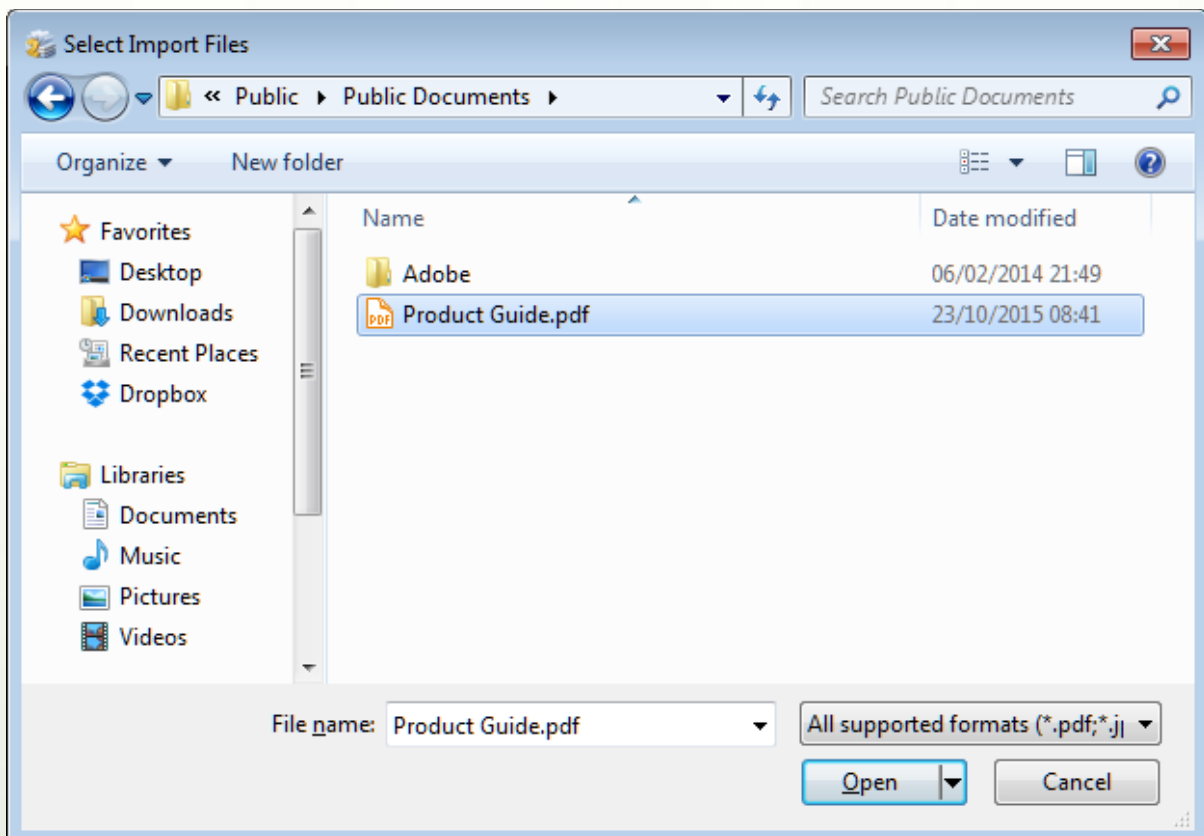 Select Import Files
« Public Public Documents Search Public Documents
Organize New folder
Name Date modified
Favorites
Desktop
Downloads
Recent Places
Dropbox
Libraries
Documents
Music
Pictures
Videos
Adobe 06/02/2014 21:49
PDF Product Guide.pdf 23/10/2015 08:41
File name: Product Guide.pdf All supported formats (*.pdf;*.j
Open Cancel